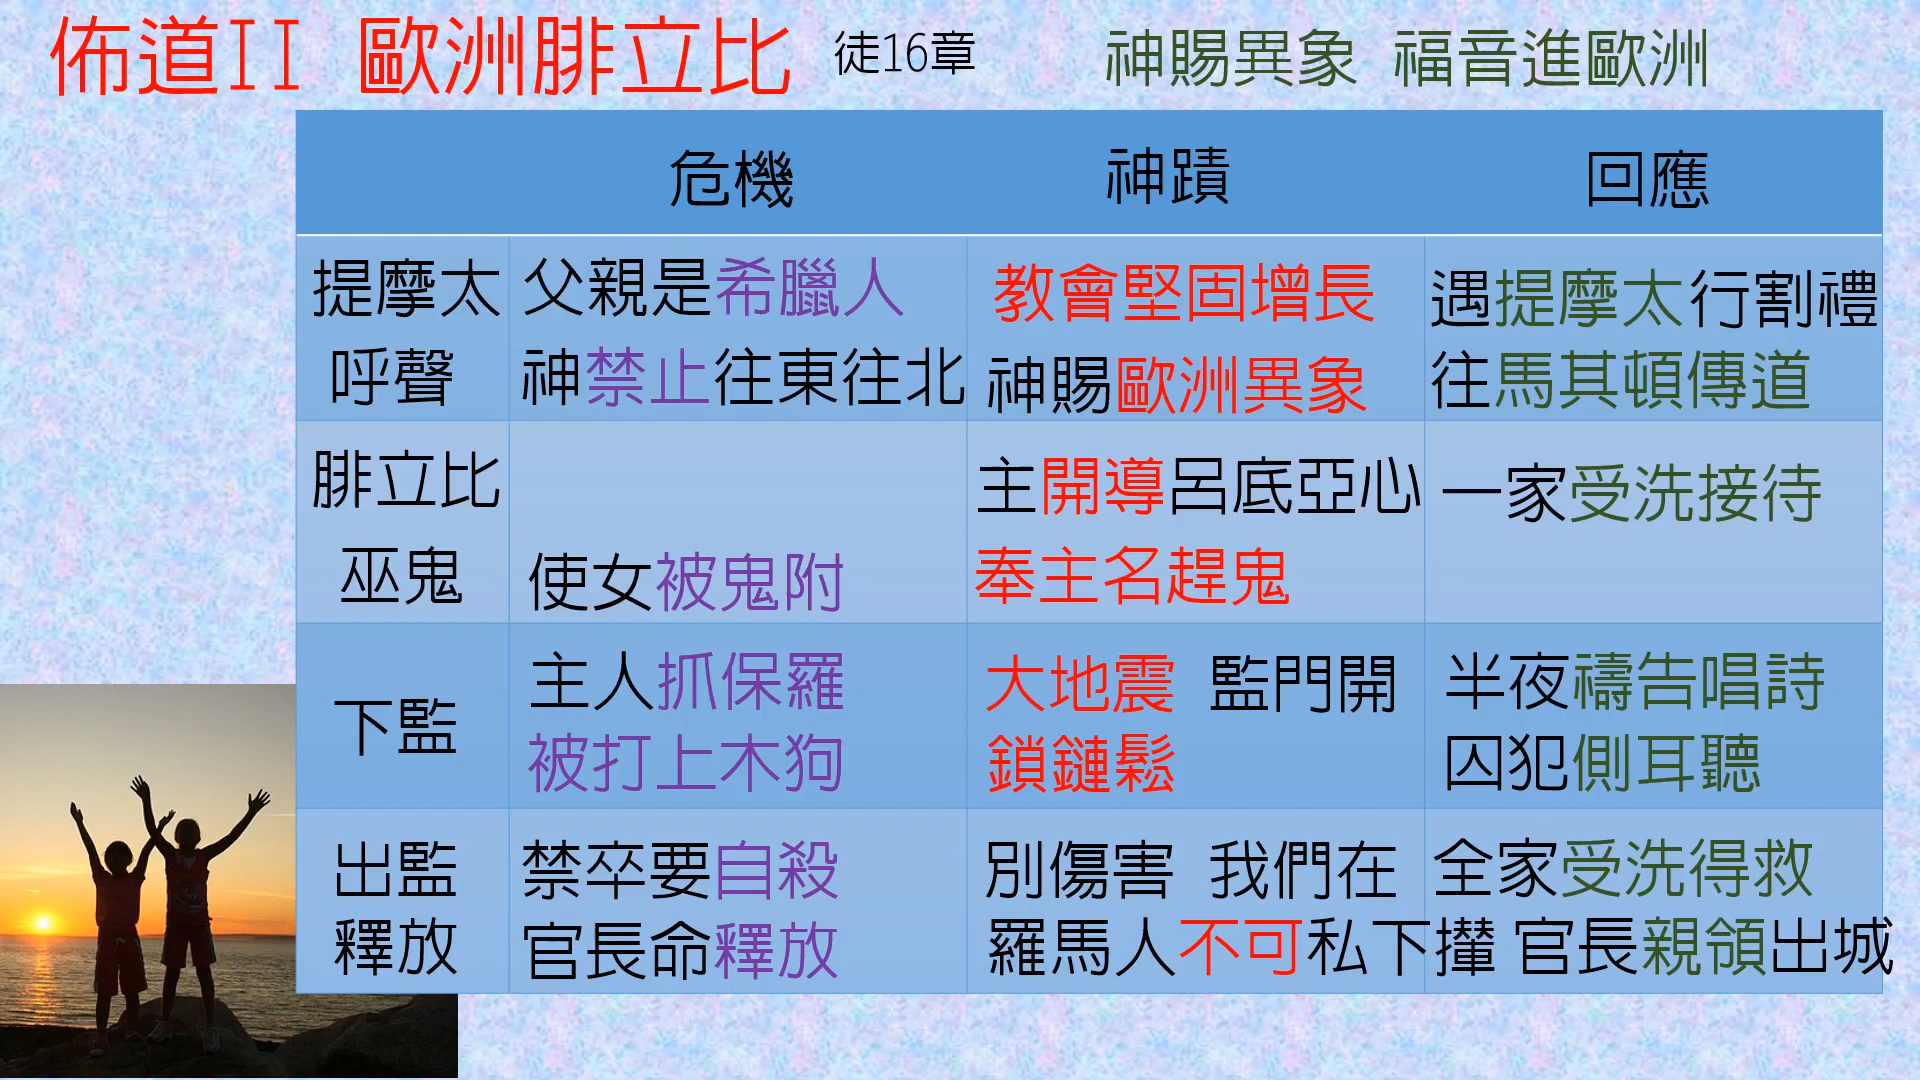 佈道II 歐洲腓立比 徒16章 神賜異象 福音進歐洲
危機 神蹟 回應
提摩太 父親是希臘人 教會堅固增長 遇提摩太行割禮
呼聲 神禁止往東往北 神賜歐洲異象 往馬其頓傳道
腓立比 主開導呂底亞心 一家受洗接待
巫鬼 使女被鬼附 奉主名趕鬼
下監 主人抓保羅 大地震 監門開 半夜禱告唱詩
被打上木狗 鎖鏈鬆 囚犯側耳聽
出監 禁卒要自殺 別傷害 我們在 全家受洗得救
釋放 官長命釋放 羅馬人不可私下攆 官長親領出城